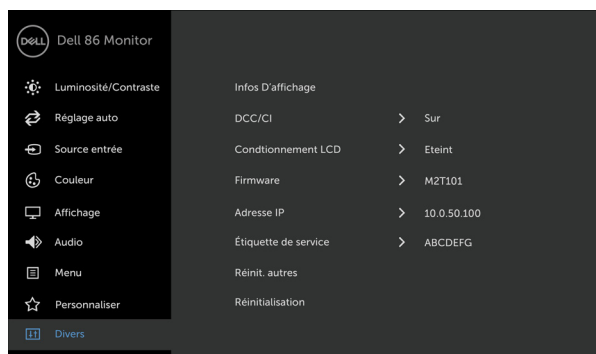 DELL Dell 86 Monitor
Luminosité/Contraste
Infos D'affichage
Réglage auto
DCC/CI > Sur
Source entrée
Condtionnement LCD > Eteint
Couleur
Firmware > M2T101
Affichage
Adresse IP > 10.0.50.100
Audio
Étiquette de service > ABCDEFG
Menu
Réinit. autres
Personnaliser
Réinitialisation
Divers